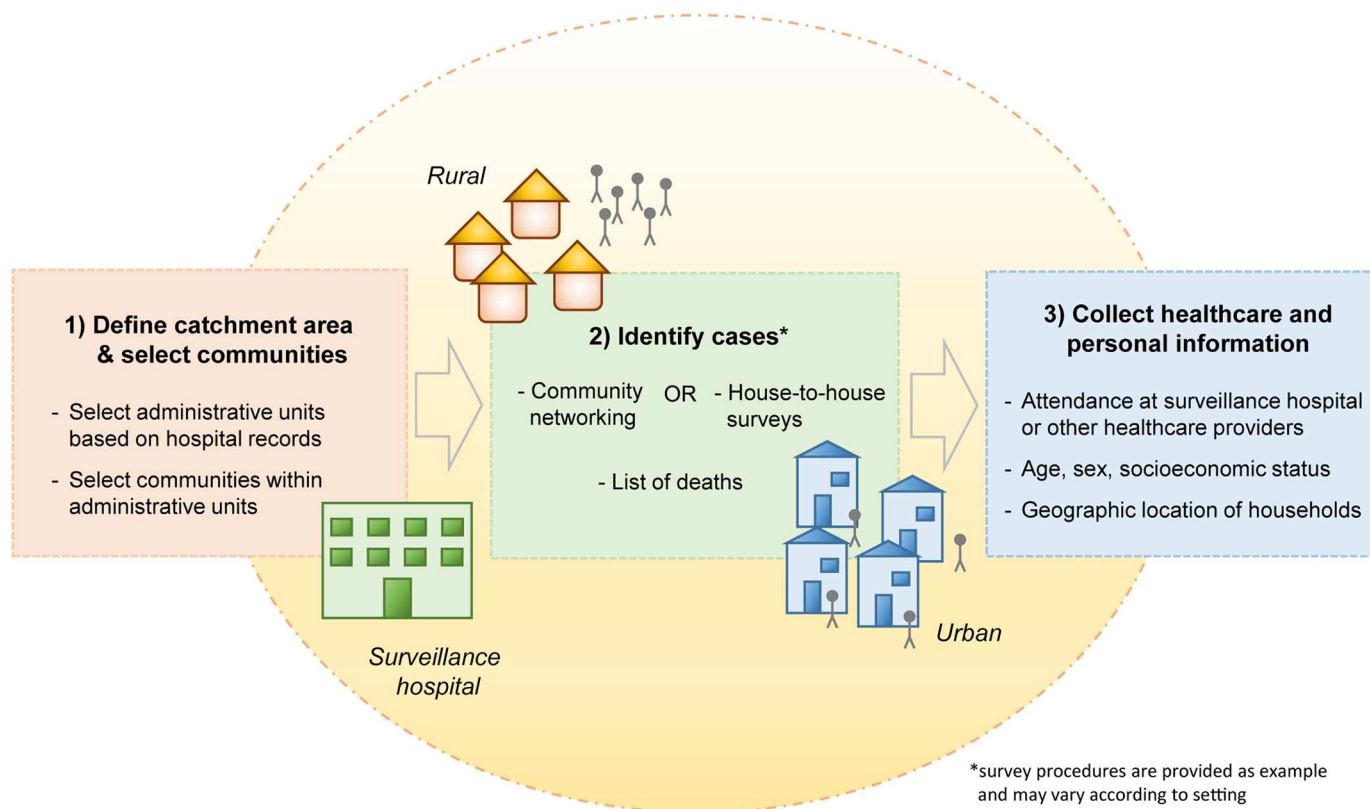 Rural
1) Define catchment area
& select communities
- Select administrative units
based on hospital records
- Select communities within
administrative units
Surveillance
hospital
2) Identify cases*
- Community
networking
OR
- House-to-house
surveys
- List of deaths
Urban
3) Collect healthcare and
personal information
- Attendance at surveillance hospital
or other healthcare providers
- Age, sex, socioeconomic status
- Geographic location of households
*survey procedures are provided as example
and may vary according to setting